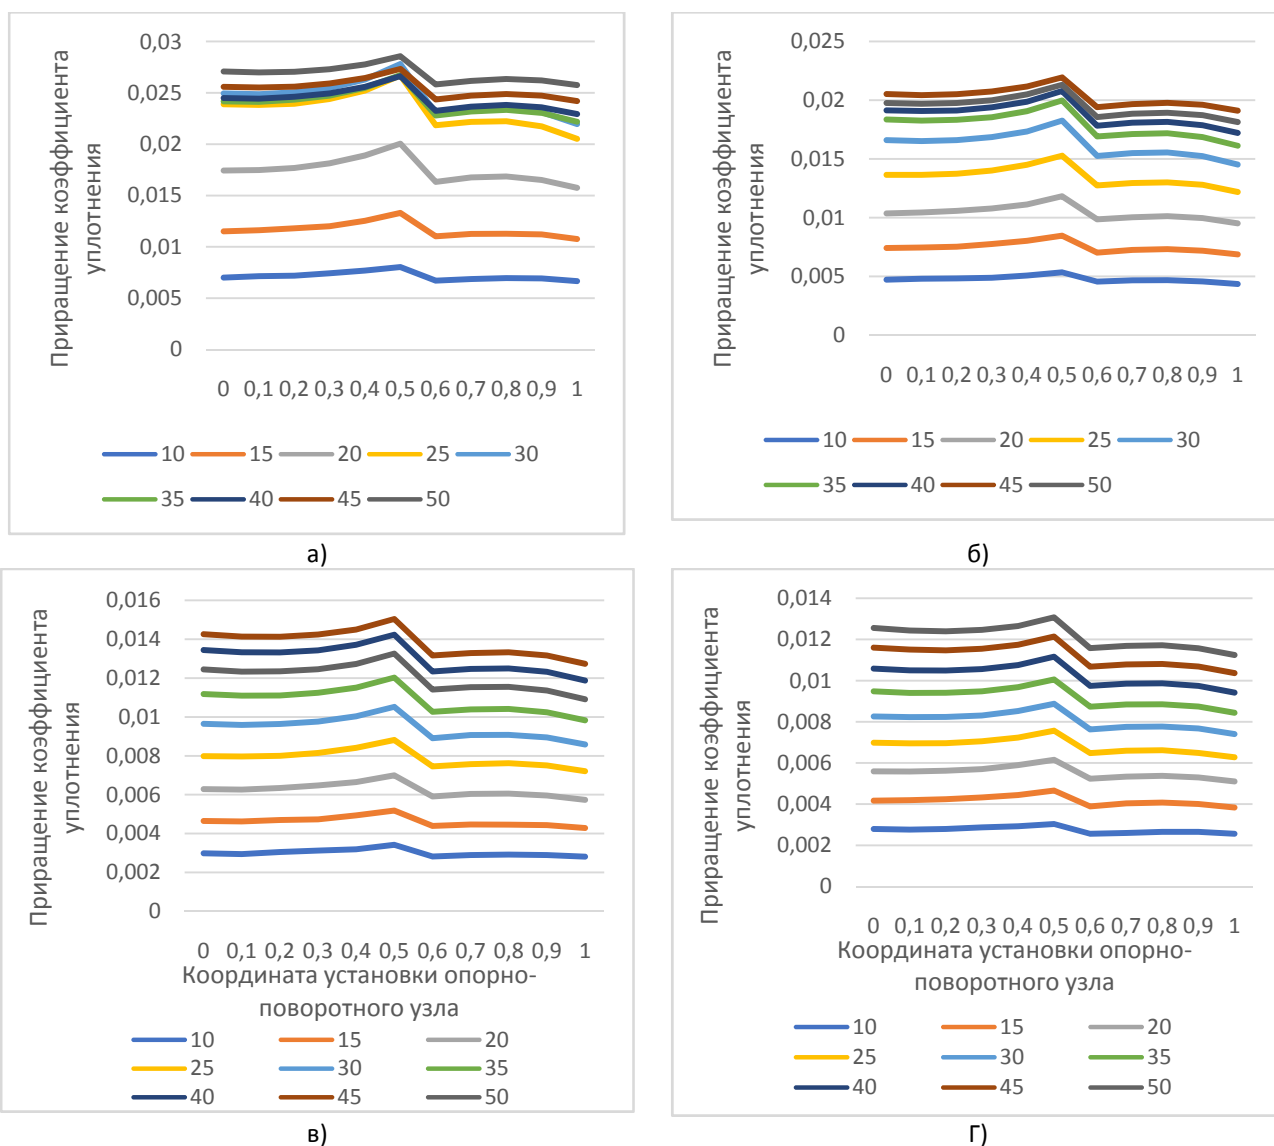 Приращение коэффициента
уплотнения
0,03
0,025
0,02
0,015
0,01
0,005
0
0 0,1 0,2 0,3 0,4 0,5 0,6 0,7 0,8 0,9 1
10 15 20 25 30
35 40 45 50
а)
Приращение коэффициента
уплотнения
0,025
0,02
0,015
0,01
0,005
0
0 0,1 0,2 0,3 0,4 0,5 0,6 0,7 0,8 0,9 1
10 15 20 25 30
35 40 45 50
б)
Приращение коэффициента
уплотнения
0,016
0,014
0,012
0,01
0,008
0,006
0,004
0,002
0
0 0,1 0,2 0,3 0,4 0,5 0,6 0,7 0,8 0,9 1
Координата установки опорно-
поворотного узла
10 15 20
25 30 35
40 45 50
в)
Приращение коэффициента
уплотнения
0,014
0,012
0,01
0,008
0,006
0,004
0,002
0
0 0,1 0,2 0,3 0,4 0,5 0,6 0,7 0,8 0,9 1
Координата установки опорно-
поворотного узла
10 15 20
25 30 35
40 45 50
Г)